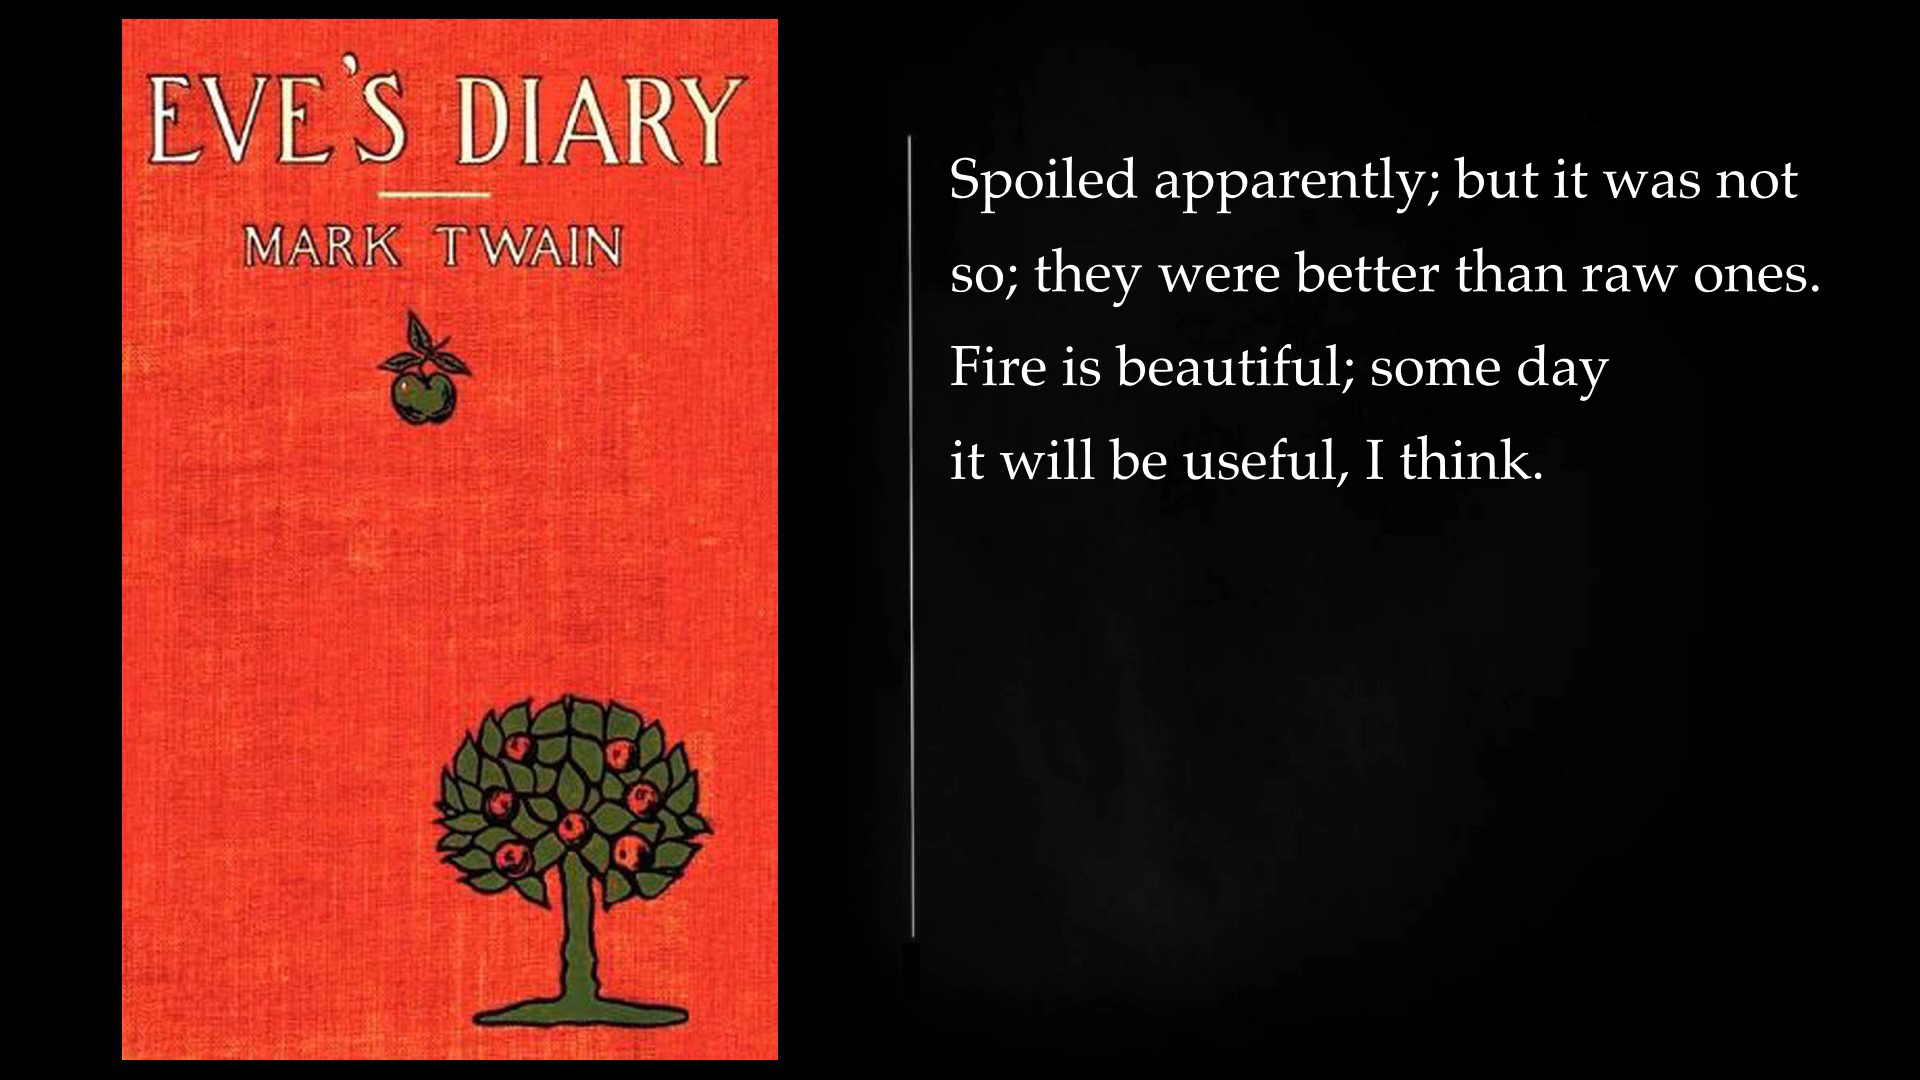 EVE'S DIARY
MARK TWAIN
Spoiled apparently; but it was not
so; they were better than raw ones.
Fire is beautiful; some day
it will be useful, I think.